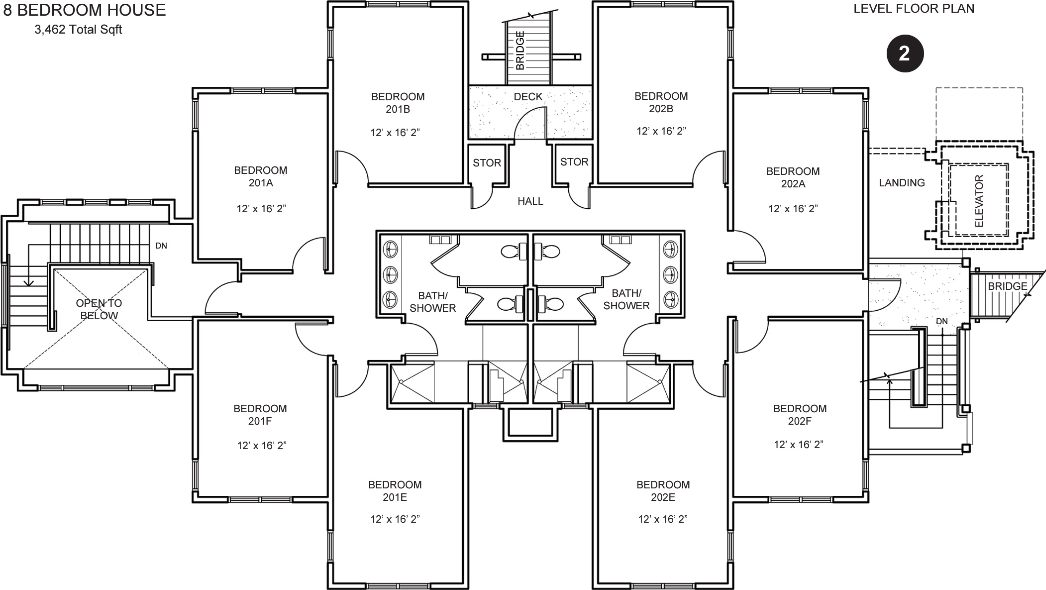 8 BEDROOM HOUSE
3,462 Total Sqft
LEVEL FLOOR PLAN
2
BRIDGE
DECK
BEDROOM
201B
12' x 16' 2"
BEDROOM
202B
12' x 16' 2"
STOR
STOR
BEDROOM
201A
12' x 16' 2"
BEDROOM
202A
12' x 16' 2"
HALL
LANDING
ELEVATOR
DN
OPEN TO
BELOW
BATH/
SHOWER
BATH/
SHOWER
BRIDGE
DN
BEDROOM
201F
12' x 16' 2"
BEDROOM
202F
12' x 16' 2"
BEDROOM
201E
12' x 16' 2"
BEDROOM
202E
12' x 16' 2"